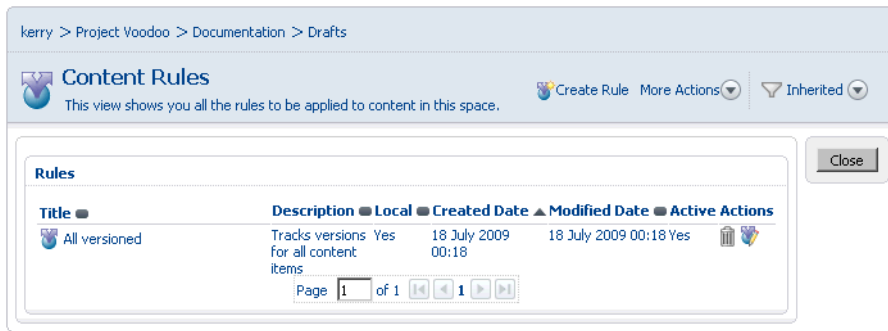 kerry > Project Voodoo > Documentation > Drafts
Content Rules
This view shows you all the rules to be applied to content in this space.
Create Rule More Actions Inherited
Close
Rules
Title Description Local Created Date Modified Date Active Actions
All versioned Tracks versions Yes 18 July 2009 18 July 2009 00:18 Yes
for all content 00:18
items
Page 1 of 1 1